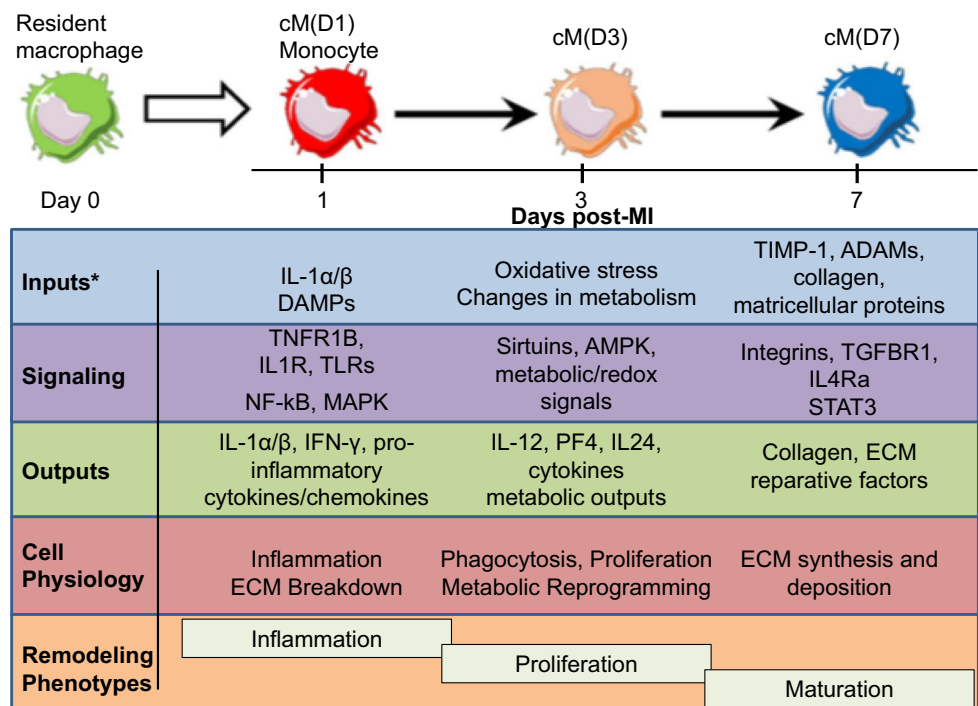 Resident
macrophage
cM(D1)
Monocyte
cM(D3)
cM(D7)
Day 0
1
3
7
Days post-MI
Inputs*
IL-1α/β
DAMPs
Oxidative stress
Changes in metabolism
TIMP-1, ADAMs,
collagen,
matricellular proteins
Signaling
TNFR1B,
IL1R, TLRs
NF-kB, MAPK
Sirtuins, AMPK,
metabolic/redox
signals
Integrins, TGFBR1,
IL4Ra
STAT3
Outputs
IL-1α/β, IFN-γ, pro-
inflammatory
cytokines/chemokines
IL-12, PF4, IL24,
cytokines
metabolic outputs
Collagen, ECM
reparative factors
Cell
Physiology
Inflammation
ECM Breakdown
Phagocytosis, Proliferation
Metabolic Reprogramming
ECM synthesis and
deposition
Remodeling
Phenotypes
Inflammation
Proliferation
Maturation